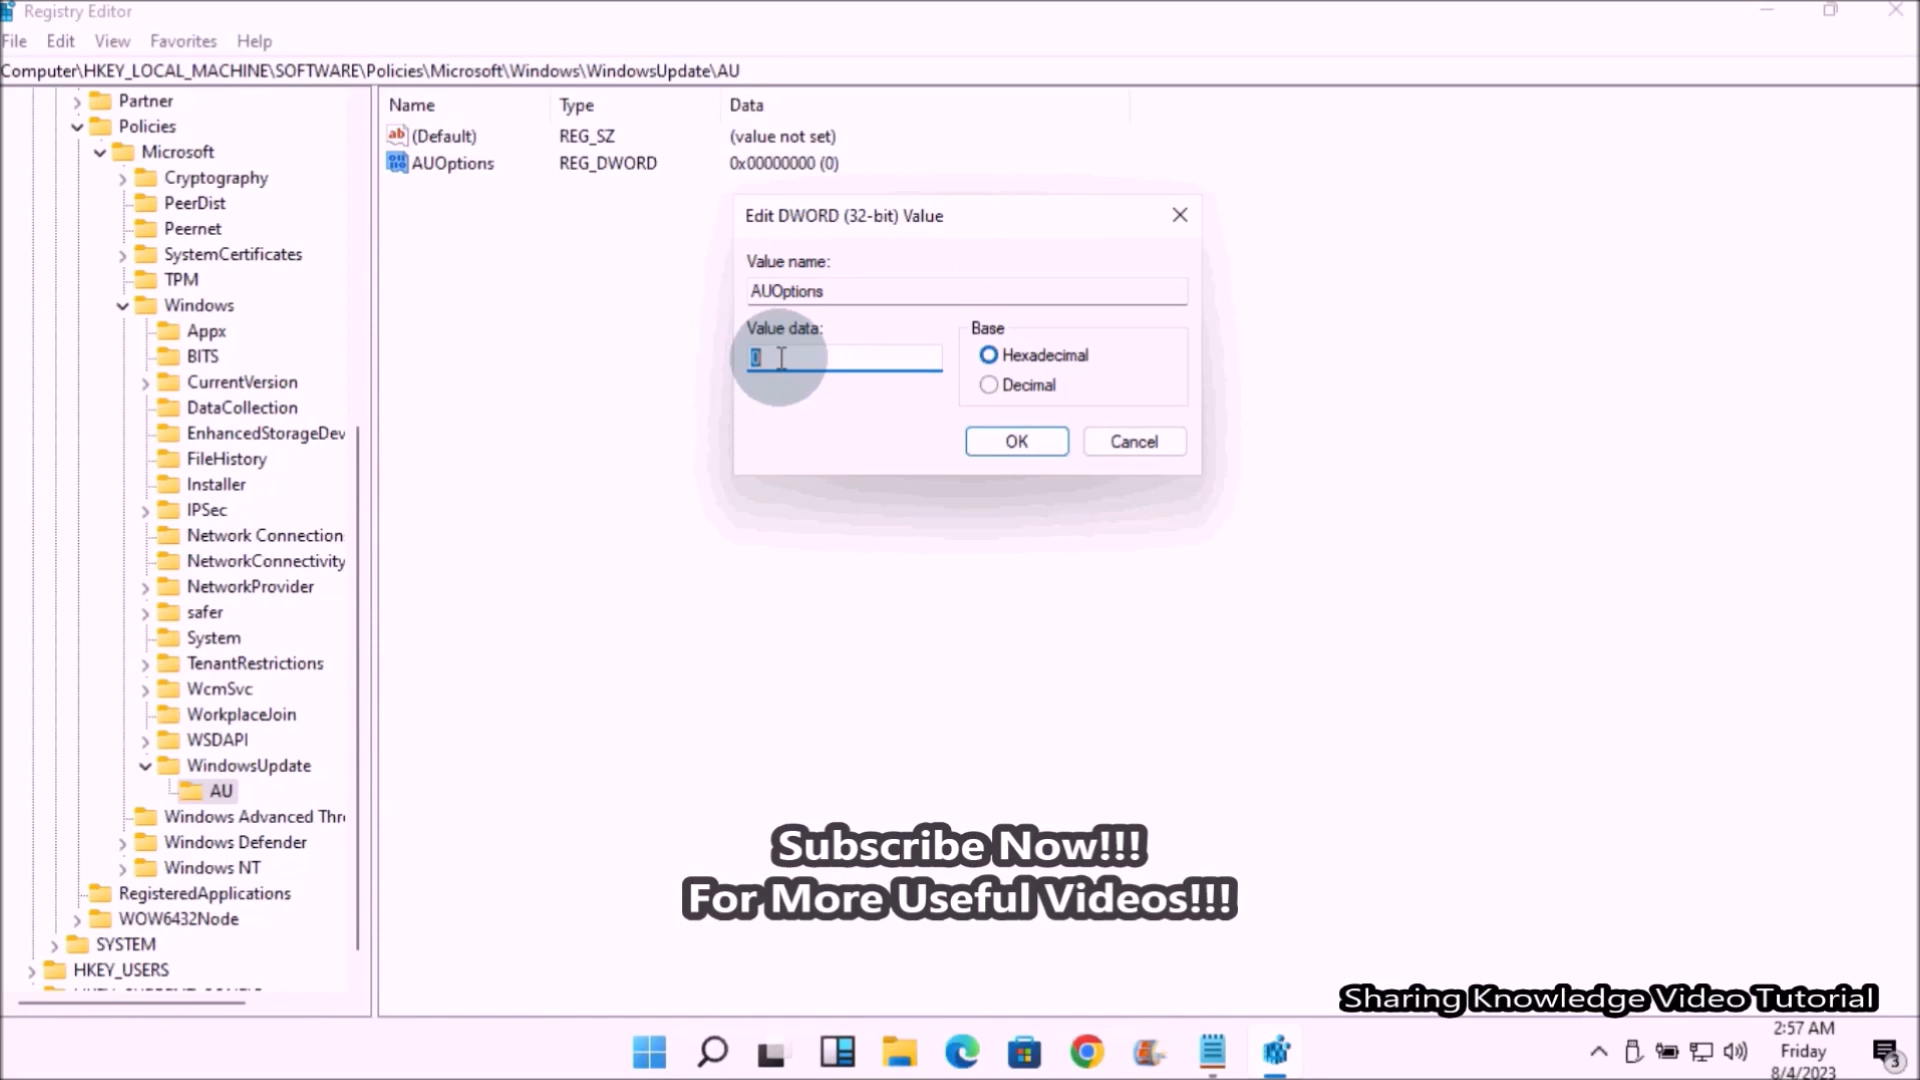 Registry Editor
File Edit View Favorites Help
Computer\HKEY_LOCAL_MACHINE\SOFTWARE\Policies\Microsoft\Windows\WindowsUpdate\AU
Partner
Policies
Microsoft
Cryptography
PeerDist
Peernet
SystemCertificates
TPM
Windows
Appx
BITS
CurrentVersion
DataCollection
EnhancedStorageDev
FileHistory
Installer
IPSec
Network Connection
NetworkConnectivity
NetworkProvider
safer
System
TenantRestrictions
WcmSvc
WorkplaceJoin
WSDAPI
WindowsUpdate
AU
Windows Advanced Thr
Windows Defender
Windows NT
RegisteredApplications
WOW6432Node
SYSTEM
HKEY_USERS
Name Type Data
ab (Default) REG_SZ (value not set)
AUOptions REG_DWORD 0x00000000 (0)
Edit DWORD (32-bit) Value
Value name:
AUOptions
Value data:
0
Base
Hexadecimal
Decimal
OK Cancel
Subscribe Now!!!
For More Useful Videos!!!
Sharing Knowledge Video Tutorial
2:57 AM
Friday
8/4/2023
3